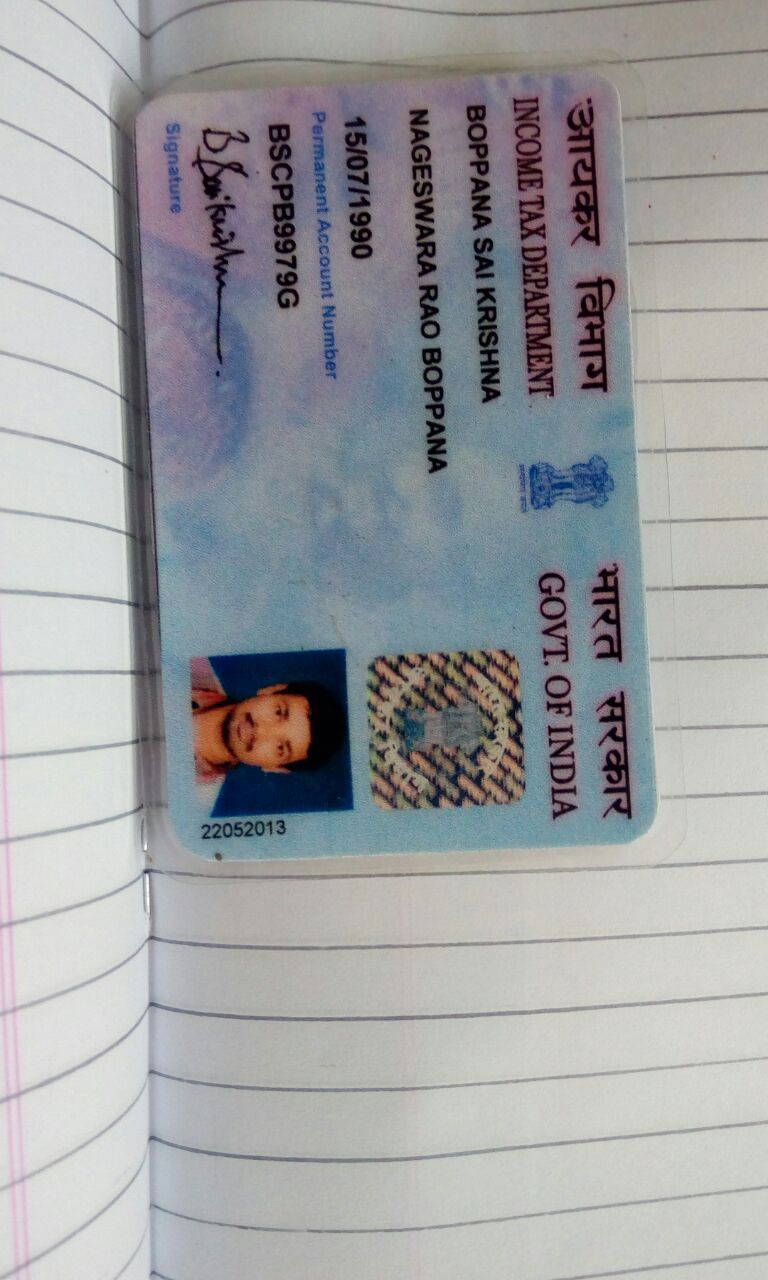 आयकर विभाग
INCOME TAX DEPARTMENT
भारत सरकार
GOVT. OF INDIA
BOPPANA SAI KRISHNA
NAGESWARA RAO BOPPANA
15/07/1990
Permanent Account Number
BSCPB9979G
B.Saikrishna
Signature
22052013